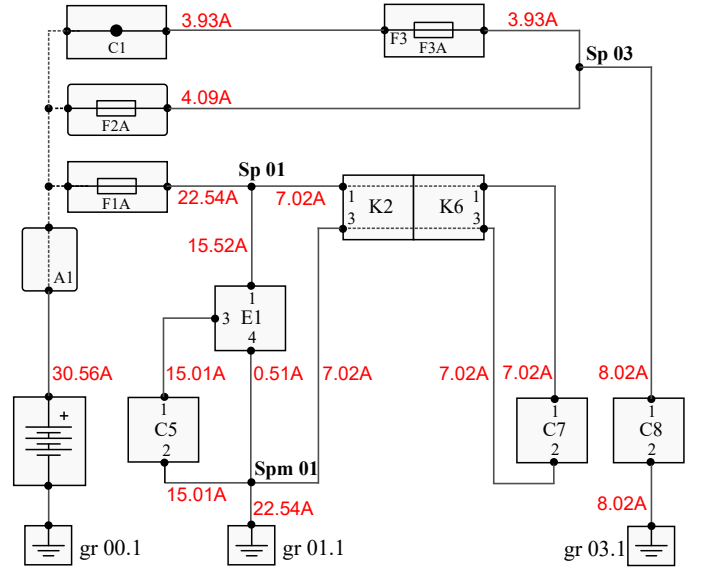 3.93A
C1
F3
F3A
3.93A
Sp 03
4.09A
F2A
Sp 01
F1A
22.54A
7.02A
1
3
K2
K6
1
3
15.52A
A1
1
3
E1
4
30.56A
15.01A
0.51A
7.02A
7.02A
7.02A
8.02A
+
1
C5
2
1
C7
2
1
C8
2
Spm 01
15.01A
22.54A
8.02A
gr 00.1
gr 01.1
gr 03.1